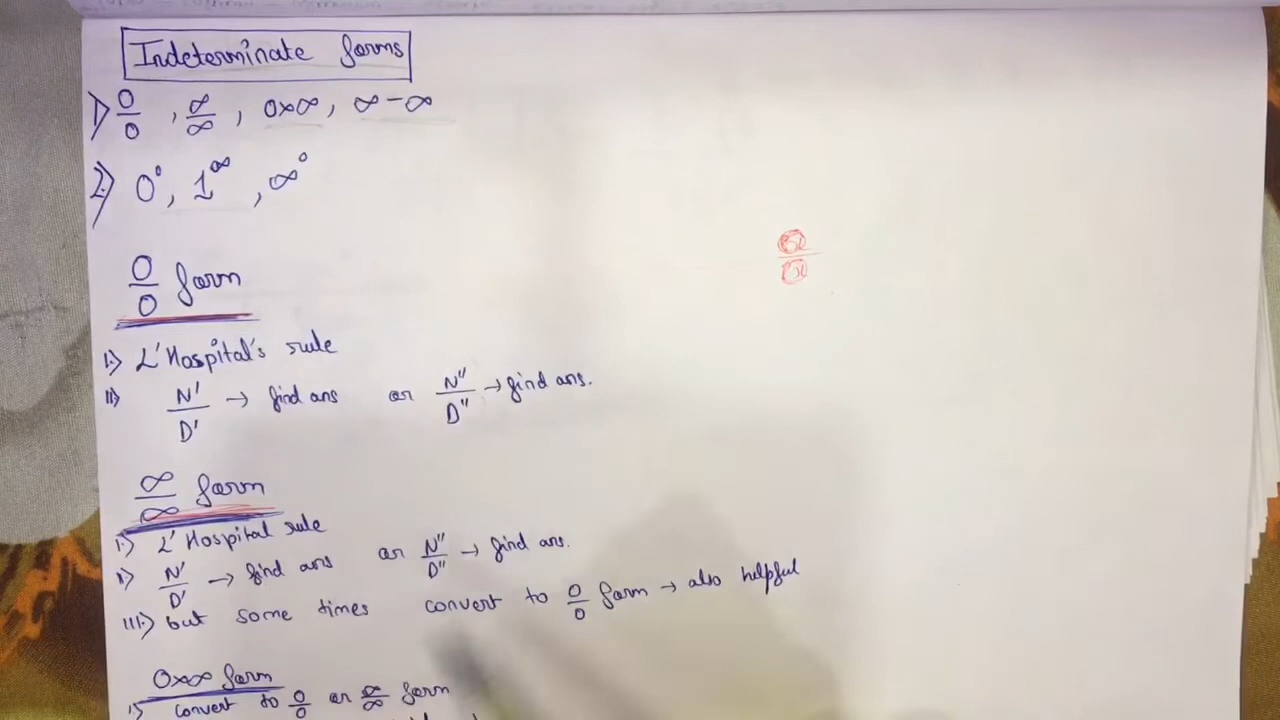 Indeterminate forms
1) 0/0 , ∞/∞ , 0×∞ , ∞-∞
2.) 0⁰ , 1^∞ , ∞⁰
0/0 form
I.) L'Hospital's rule
II) N'/D' → find ans or N''/D'' → find ans.
∞/∞ form
I.) L'Hospital rule
II) N'/D' → find ans or N''/D'' → find ans.
III.) but some times convert to 0/0 form → also helpful
0×∞ form
I) convert to 0/0 or ∞/∞ form